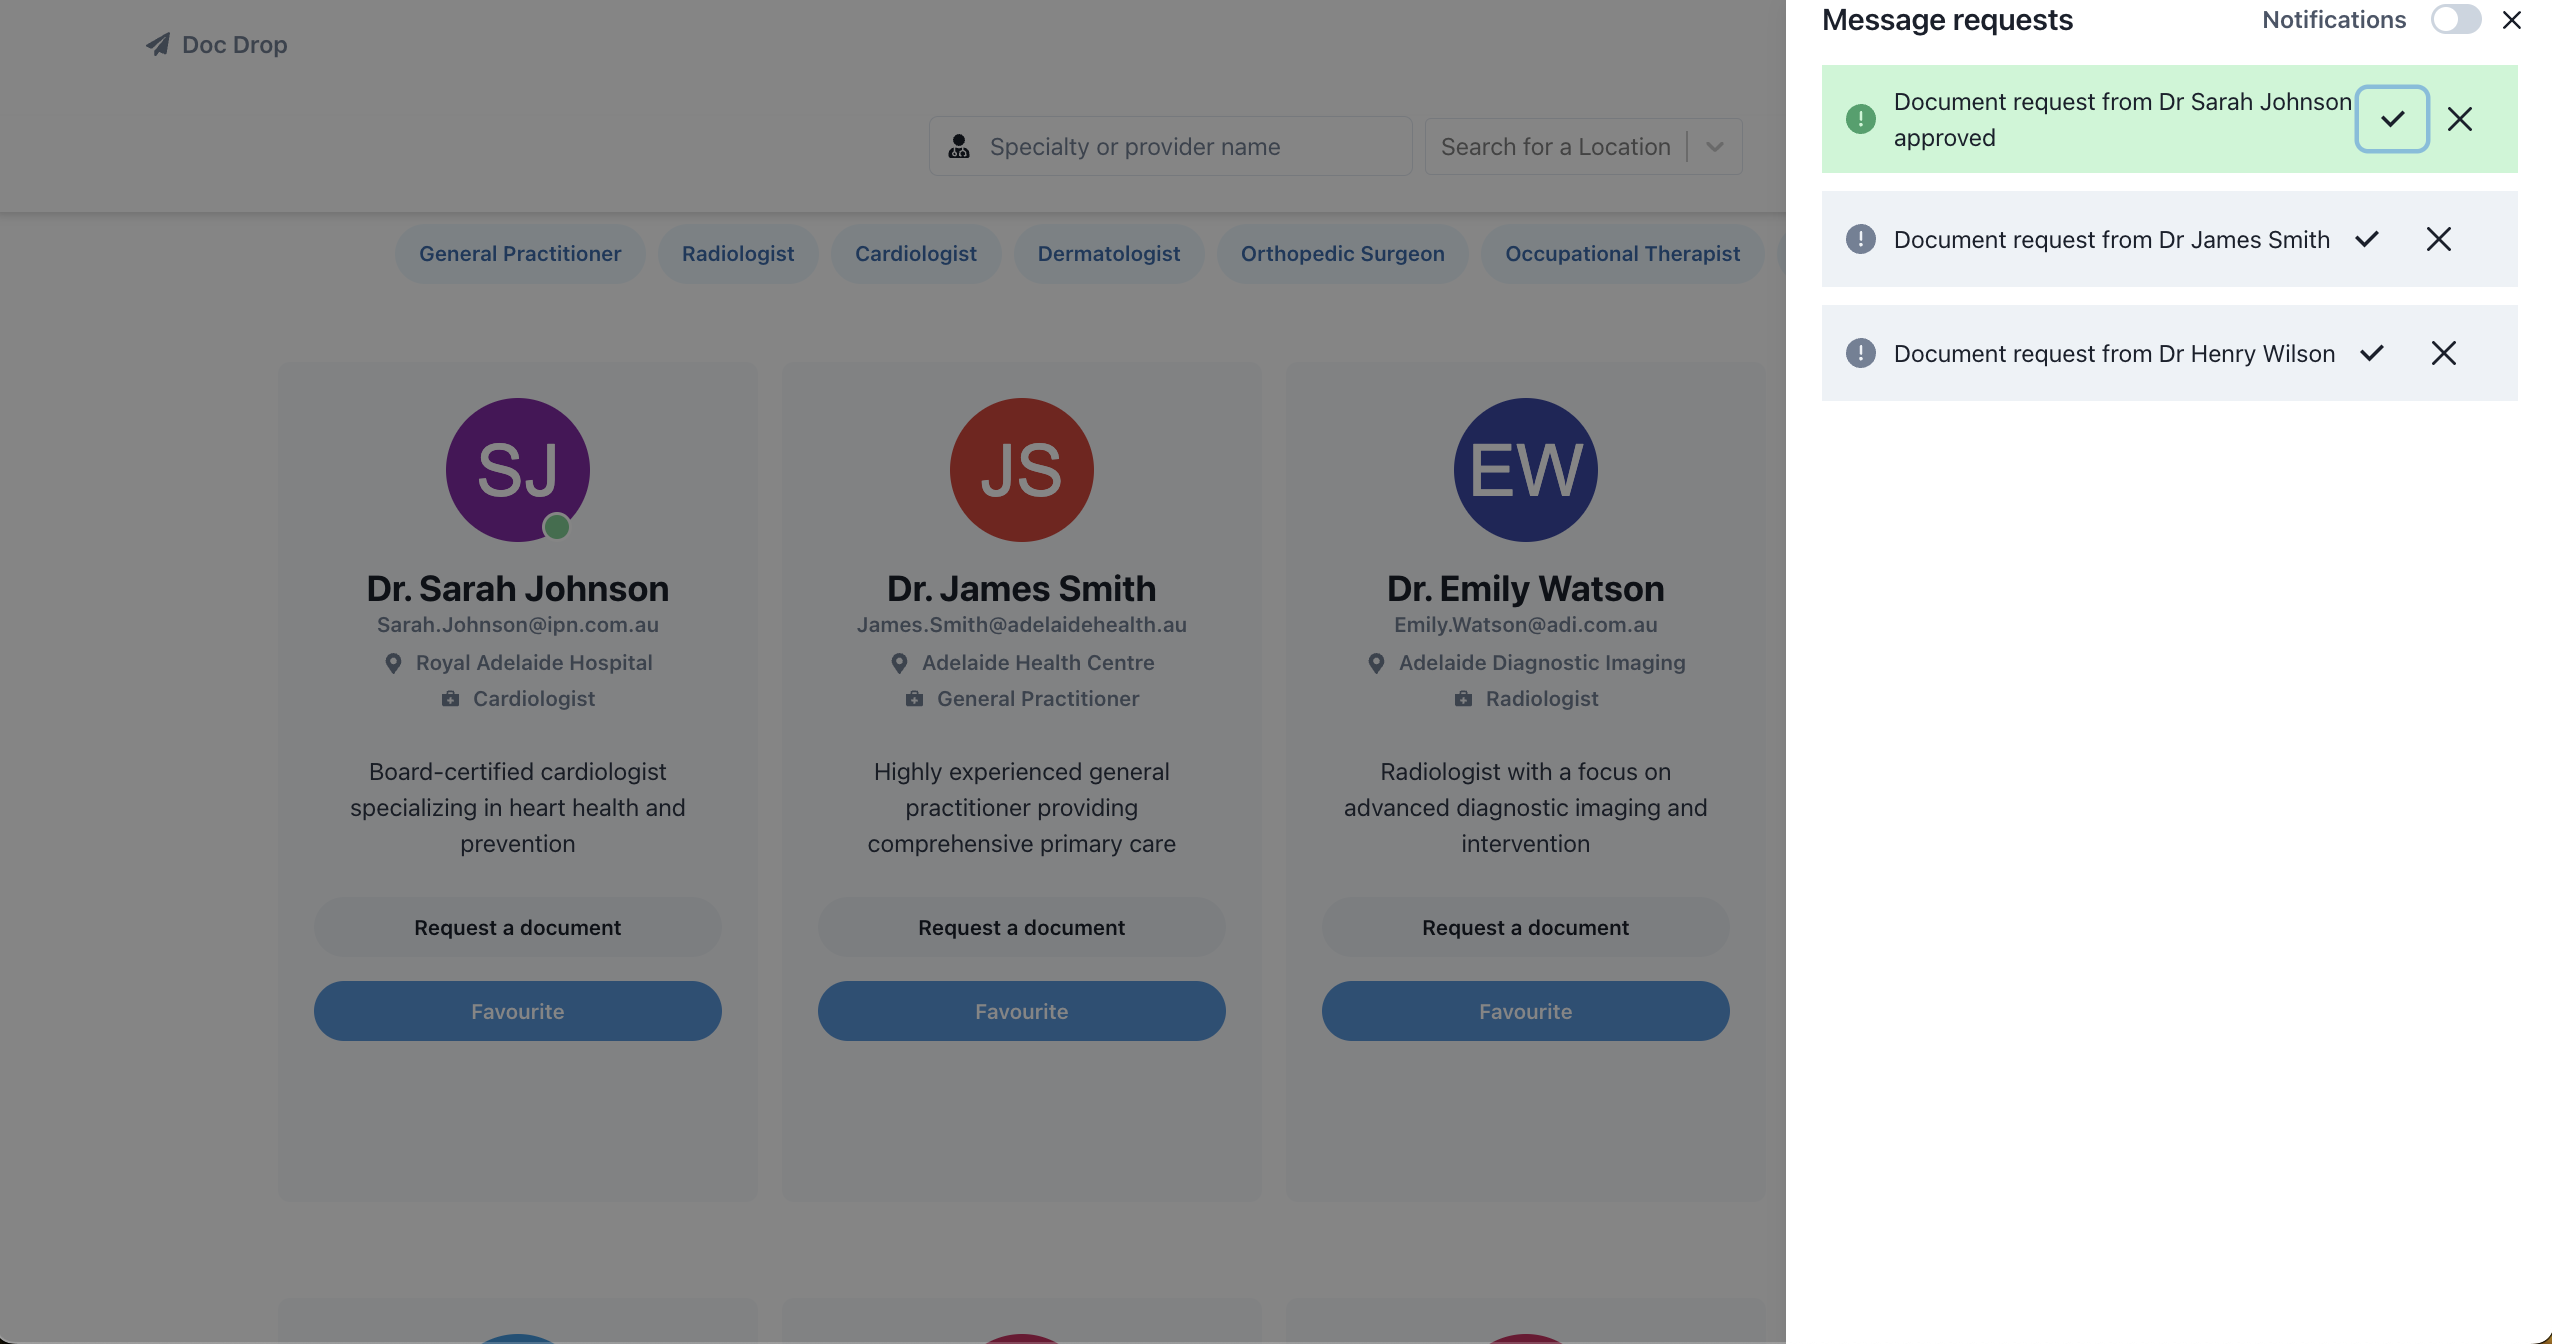 Doc Drop
Specialty or provider name
Search for a Location
General Practitioner
Radiologist
Cardiologist
Dermatologist
Orthopedic Surgeon
Occupational Therapist
SJ
Dr. Sarah Johnson
Sarah.Johnson@ipn.com.au
Royal Adelaide Hospital
Cardiologist
Board-certified cardiologist
specializing in heart health and
prevention
Request a document
Favourite
JS
Dr. James Smith
James.Smith@adelaidehealth.au
Adelaide Health Centre
General Practitioner
Highly experienced general
practitioner providing
comprehensive primary care
Request a document
Favourite
EW
Dr. Emily Watson
Emily.Watson@adi.com.au
Adelaide Diagnostic Imaging
Radiologist
Radiologist with a focus on
advanced diagnostic imaging and
intervention
Request a document
Favourite
Message requests
Notifications
Document request from Dr Sarah Johnson
approved
Document request from Dr James Smith
Document request from Dr Henry Wilson